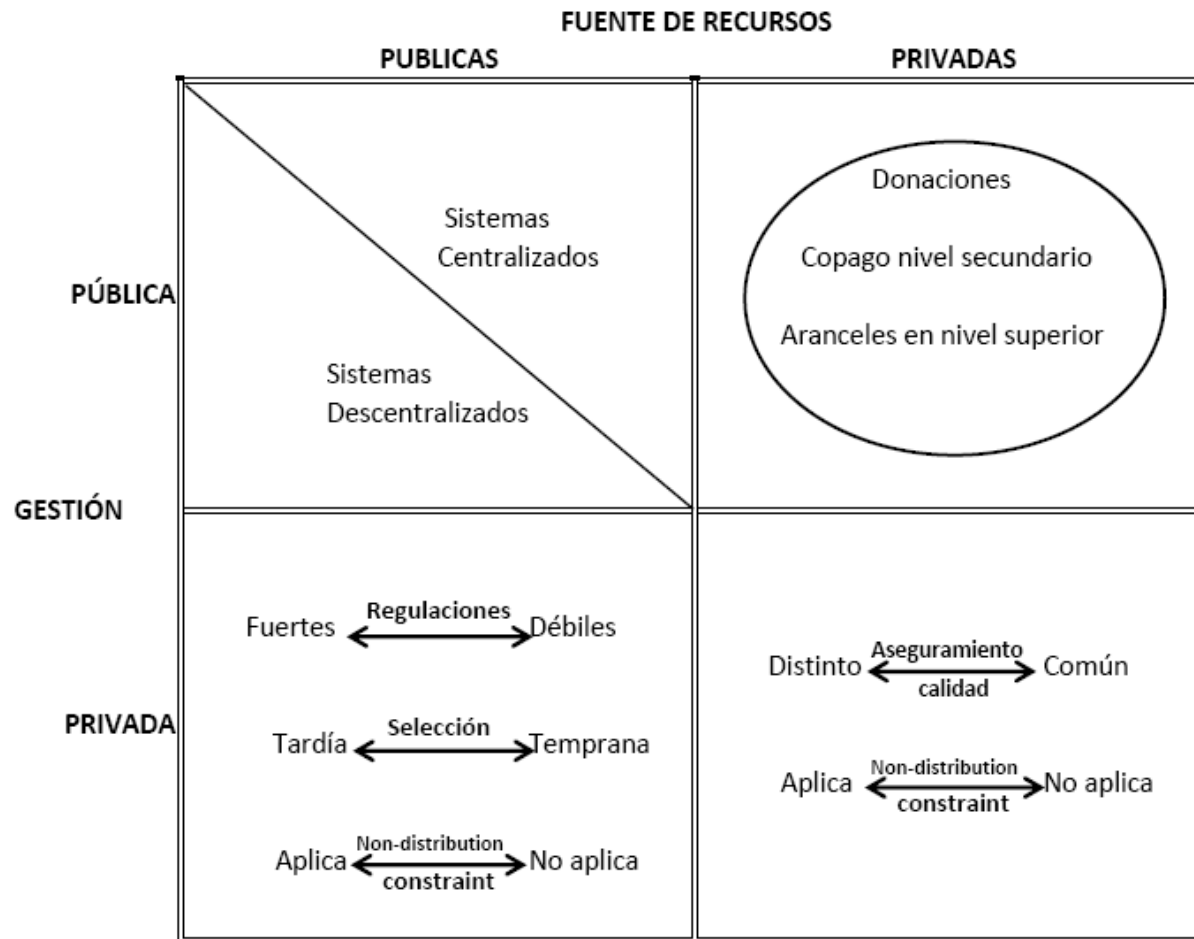 FUENTE DE RECURSOS
PUBLICAS
PRIVADAS
PÚBLICA
Sistemas
Centralizados
Sistemas
Descentralizados
Donaciones
Copago nivel secundario
Aranceles en nivel superior
GESTIÓN
PRIVADA
Fuertes Regulaciones Débiles
Tardía Selección Temprana
Aplica Non-distribution constraint No aplica
Distinto Aseguramiento calidad Común
Aplica Non-distribution constraint No aplica